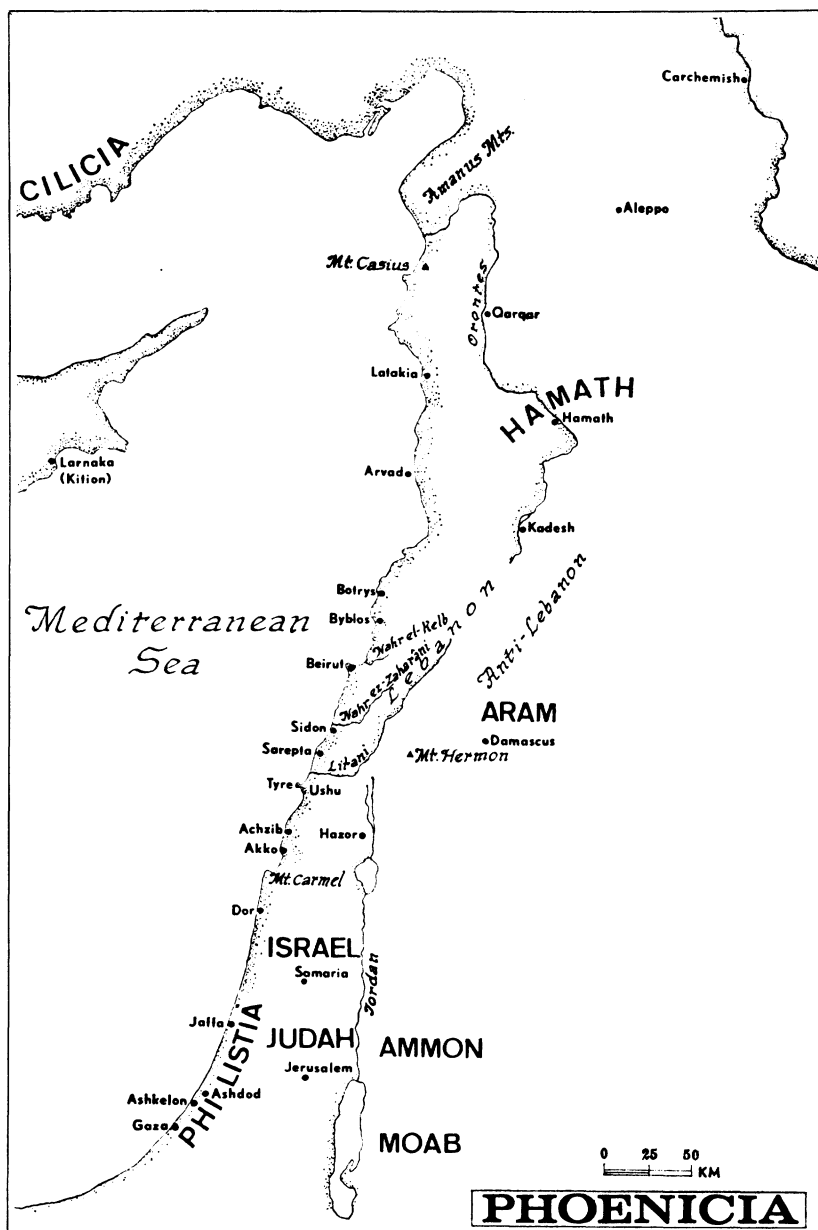 Carchemish
CILICIA
Amanus Mts.
Aleppo
Mt. Casius
Orontes
Qarqar
Latakia
HAMATH
Hamath
Larnaka
(Kition)
Arvad
Kadesh
Botrys
Byblos
Mediterranean
Sea
Nahr el-Kelb
Lebanon
Anti-Lebanon
Beirut
Nahr ez-Zaharāni
ARAM
Sidon
Damascus
Sarepta
Litani
Mt. Hermon
Tyre
Ushu
Achzib
Hazor
Akko
Mt. Carmel
Dor
ISRAEL
Samaria
Jordan
Jaffa
PHILISTIA
JUDAH
AMMON
Jerusalem
Ashdod
Ashkelon
Gaza
MOAB
0 25 50
KM
PHOENICIA